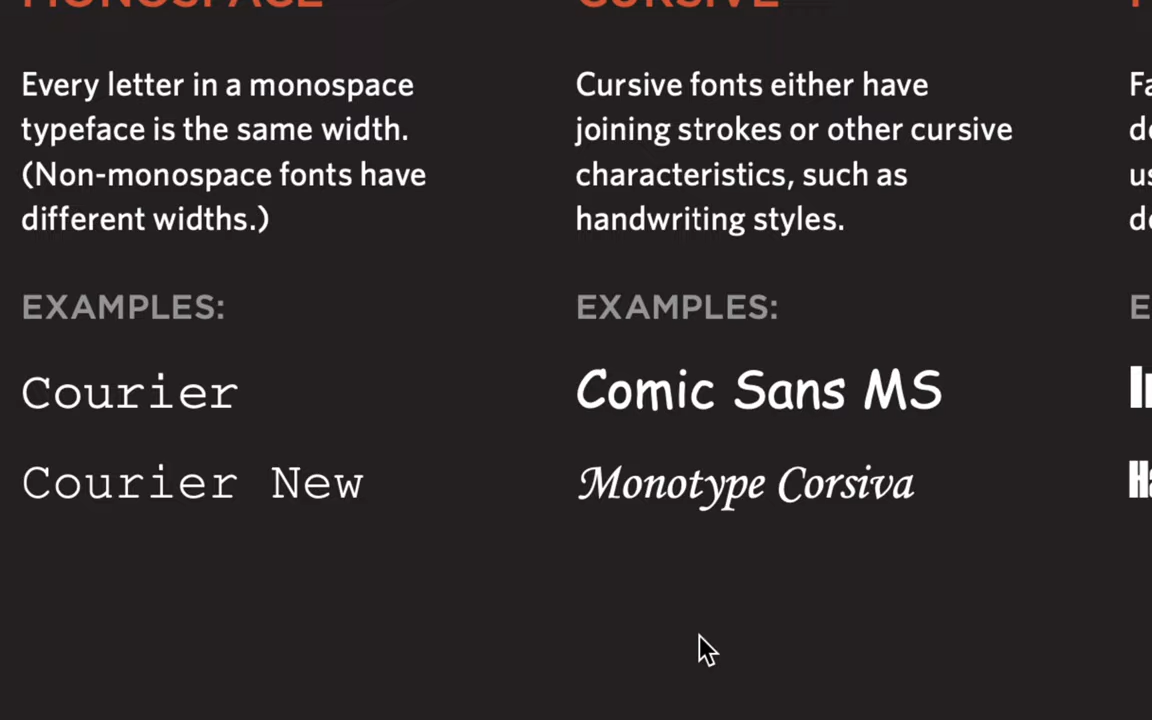 MONOSPACE
Every letter in a monospace
typeface is the same width.
(Non-monospace fonts have
different widths.)
EXAMPLES:
Courier
Courier New
CURSIVE
Cursive fonts either have
joining strokes or other cursive
characteristics, such as
handwriting styles.
EXAMPLES:
Comic Sans MS
Monotype Corsiva